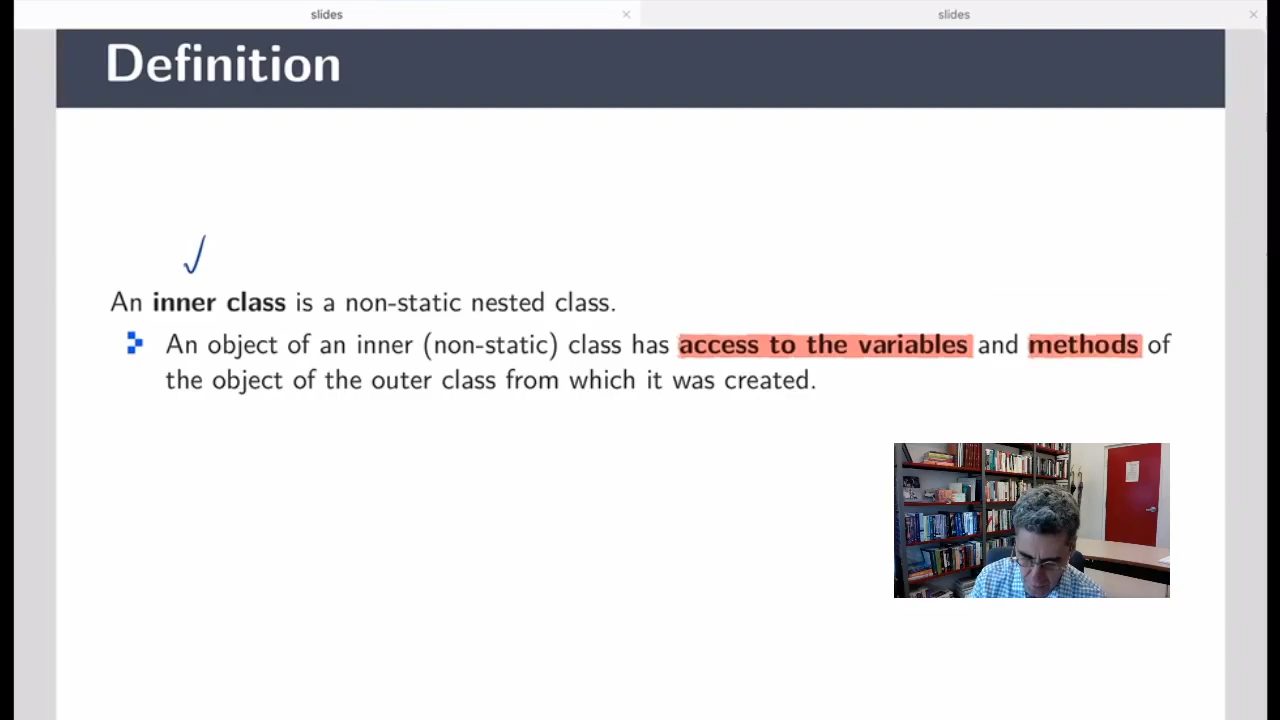 slides
slides
Definition
An inner class is a non-static nested class.
An object of an inner (non-static) class has access to the variables and methods of
the object of the outer class from which it was created.